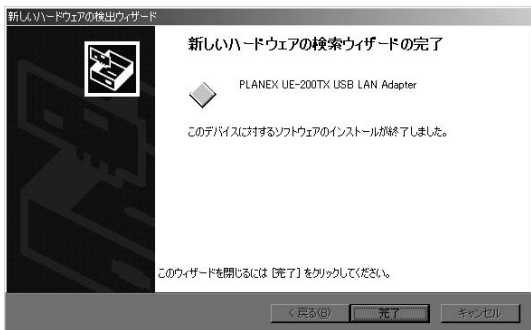 新しいハードウェアの検出ウィザード
新しいハードウェアの検索ウィザードの完了
PLANEX UE-200TX USB LAN Adapter
このデバイスに対するソフトウェアのインストールが終了しました。
このウィザードを閉じるには [完了] をクリックしてください。
< 戻る(B)
完了
キャンセル